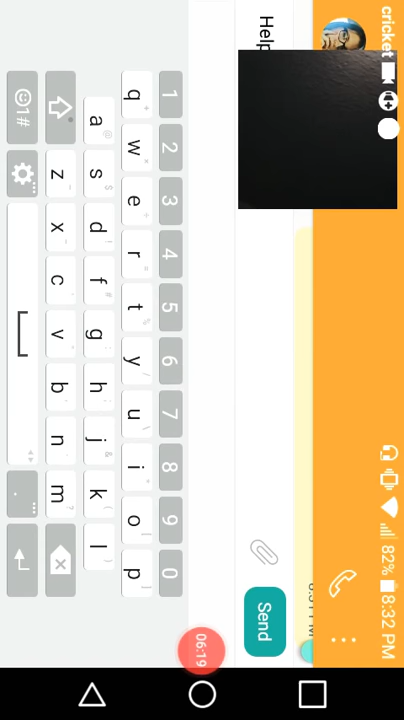 cricket 82% 8:32 PM
Help
Send
1 2 3 4 5 6 7 8 9 0
q w e r t y u i o p
a s d f g h j k l
z x c v b n m
1# .
06:19